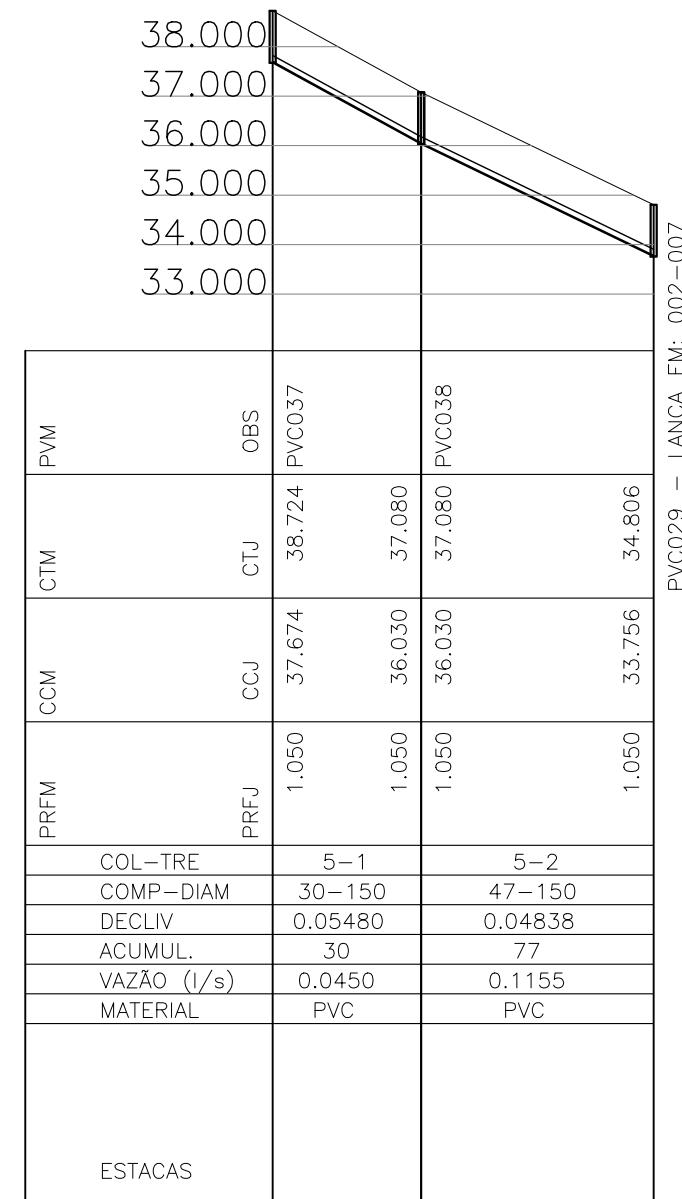 38.000
37.000
36.000
35.000
34.000
33.000
PVC029 - LANÇA EM: 002-007
PVM OBS PVC037 PVC038
CTM CTJ 38.724 37.080 37.080 34.806
CCM CCJ 37.674 36.030 36.030 33.756
PRFM PRFJ 1.050 1.050 1.050 1.050
COL-TRE 5-1 5-2
COMP-DIAM 30-150 47-150
DECLIV 0.05480 0.04838
ACUMUL. 30 77
VAZÃO (l/s) 0.0450 0.1155
MATERIAL PVC PVC
ESTACAS